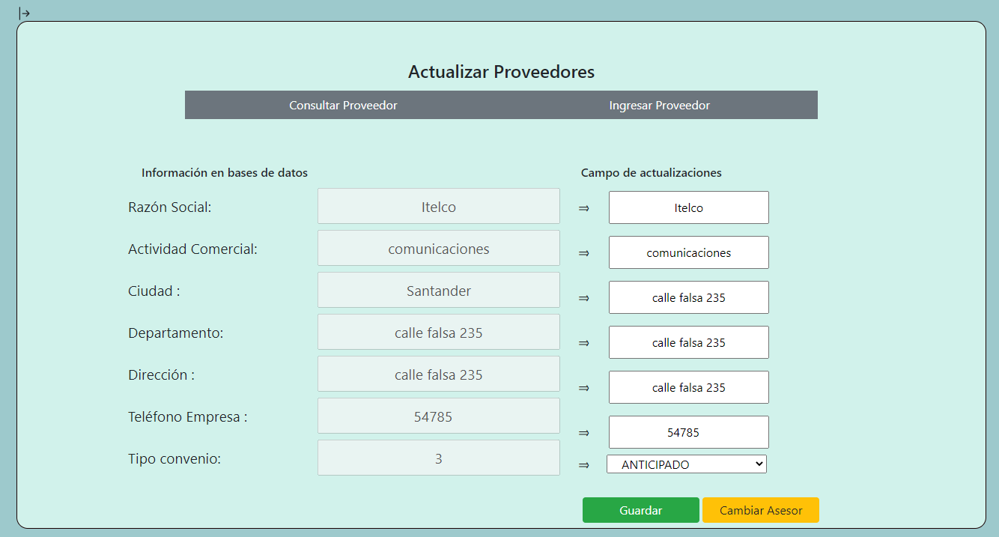 Actualizar Proveedores
Consultar Proveedor Ingresar Proveedor
Información en bases de datos Campo de actualizaciones
Razón Social: Itelco ⇒ Itelco
Actividad Comercial: comunicaciones ⇒ comunicaciones
Ciudad : Santander ⇒ calle falsa 235
Departamento: calle falsa 235 ⇒ calle falsa 235
Dirección : calle falsa 235 ⇒ calle falsa 235
Teléfono Empresa : 54785 ⇒ 54785
Tipo convenio: 3 ⇒ ANTICIPADO
Guardar Cambiar Asesor